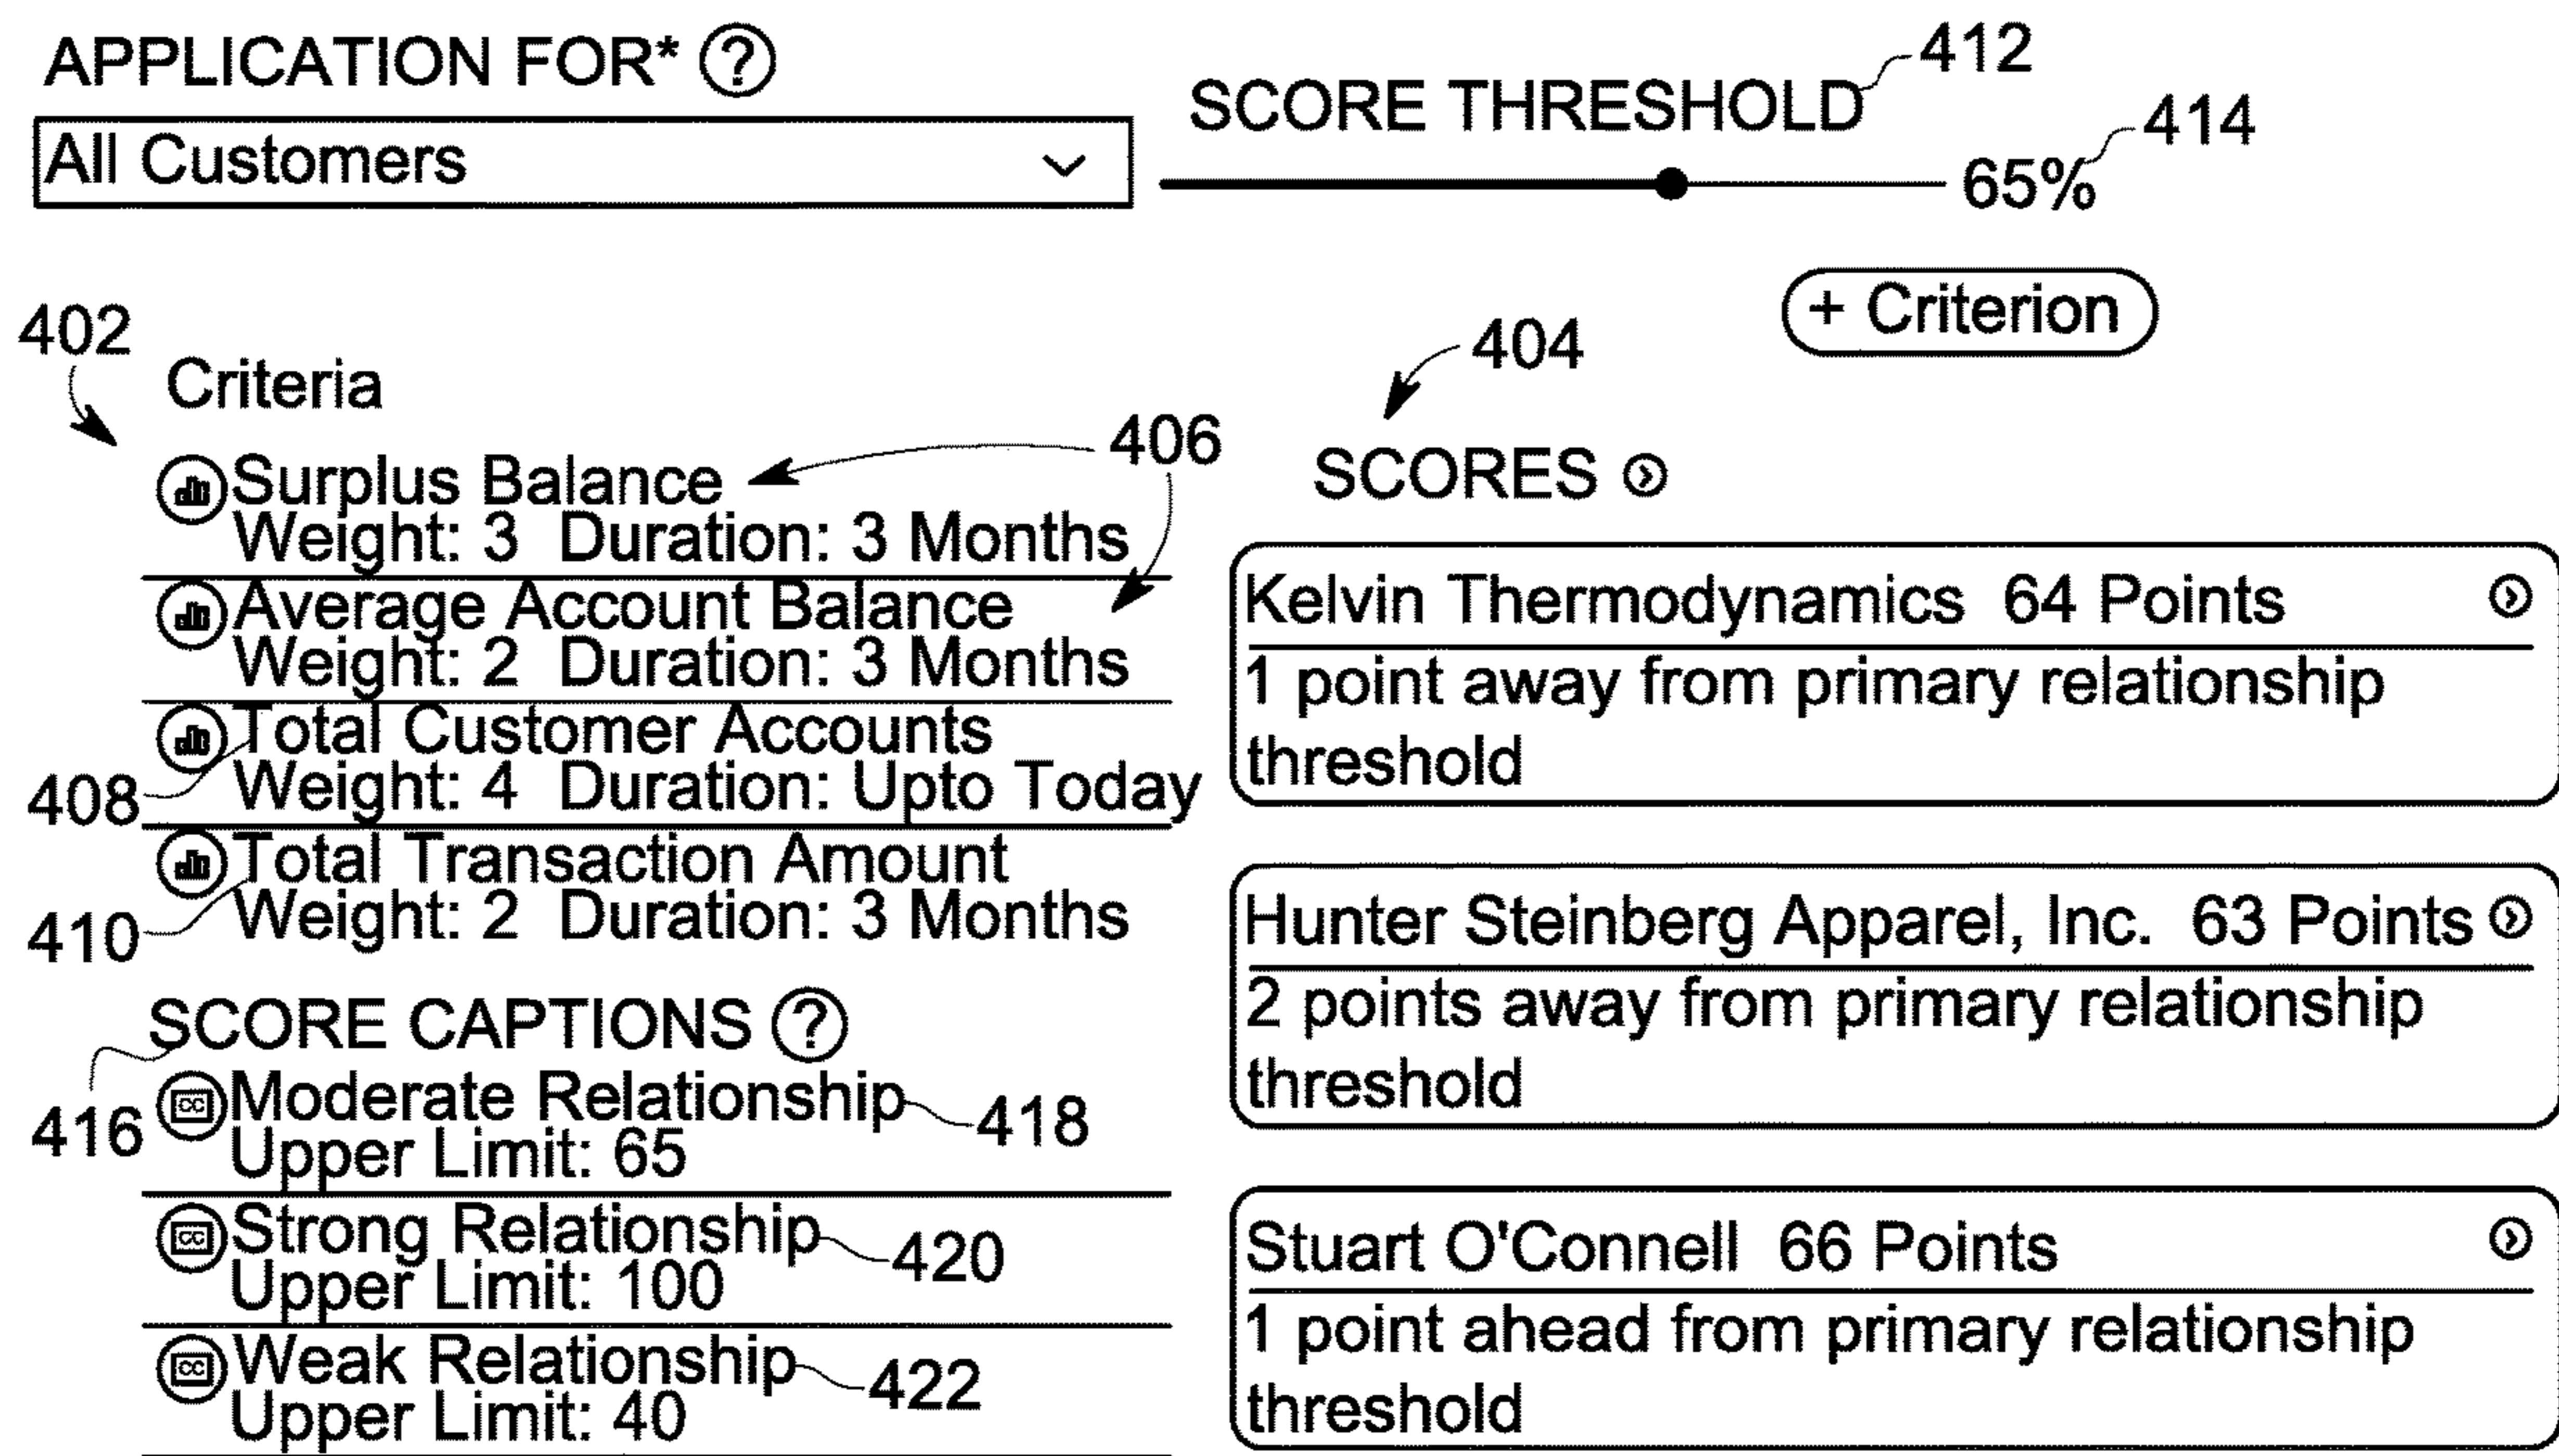 APPLICATION FOR* ?
All Customers
SCORE THRESHOLD 412
65% 414
+ Criterion
402
Criteria
406
Surplus Balance
Weight: 3 Duration: 3 Months
Average Account Balance
Weight: 2 Duration: 3 Months
Total Customer Accounts
408 Weight: 4 Duration: Upto Today
Total Transaction Amount
410 Weight: 2 Duration: 3 Months
SCORE CAPTIONS ?
416
Moderate Relationship 418
Upper Limit: 65
Strong Relationship 420
Upper Limit: 100
Weak Relationship 422
Upper Limit: 40
404
SCORES
Kelvin Thermodynamics 64 Points
1 point away from primary relationship
threshold
Hunter Steinberg Apparel, Inc. 63 Points
2 points away from primary relationship
threshold
Stuart O'Connell 66 Points
1 point ahead from primary relationship
threshold